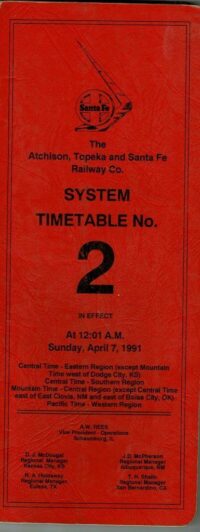 Santa Fe
The
Atchison, Topeka and Santa Fe
Railway Co.
SYSTEM
TIMETABLE No.
2
IN EFFECT
At 12:01 A.M.
Sunday, April 7, 1991
Central Time - Eastern Region (except Mountain
Time west of Dodge City, KS)
Central Time - Southern Region
Mountain Time - Central Region (except Central Time
east of East Clovis, NM and east of Boise City, OK)
Pacific Time - Western Region
Vice President - Operations
Schaumburg, IL
D. J. McDougal
Regional Manager
Kansas City, KS
J.D. McPherson
Regional Manager
Albuquerque, NM
Regional Manager
Euless, TX
Regional Manager
San Bernardino, CA